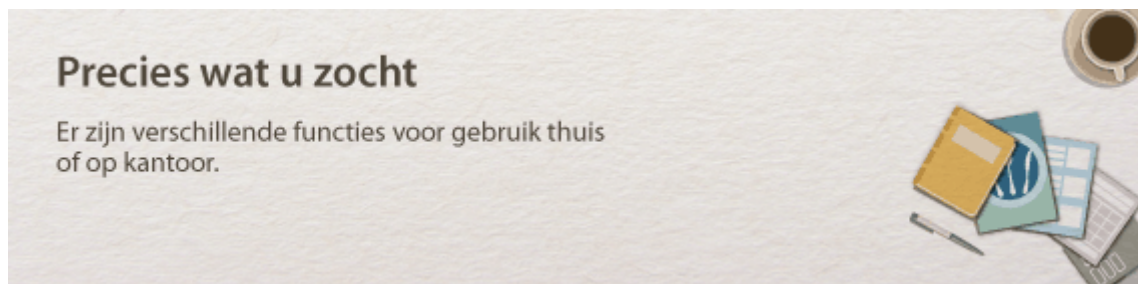 Precies wat u zocht
Er zijn verschillende functies voor gebruik thuis
of op kantoor.